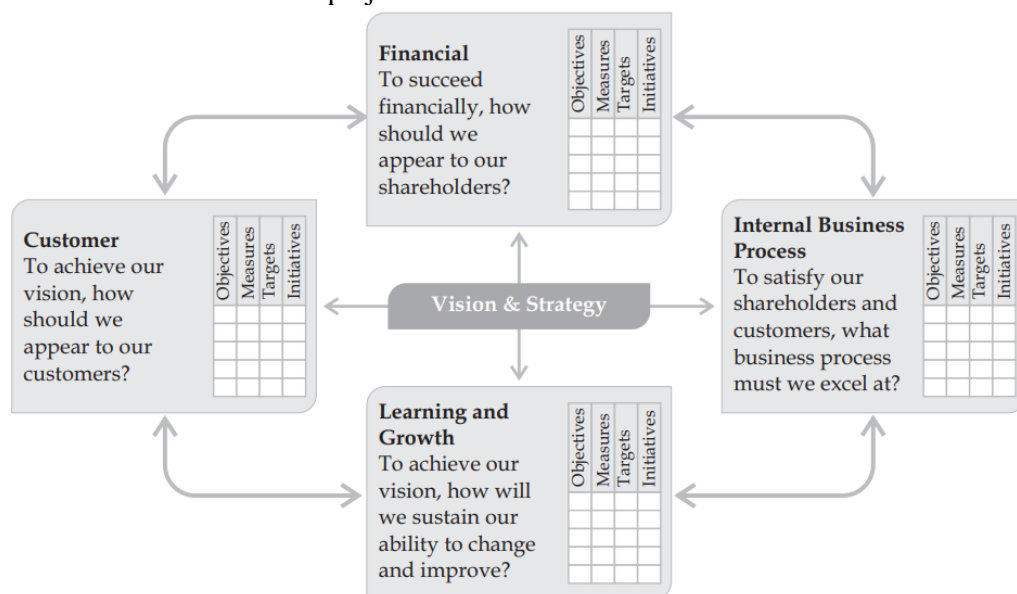 Financial
To succeed
financially, how
should we
appear to our
shareholders?
Objectives
Measures
Targets
Initiatives
Customer
To achieve our
vision, how
should we
appear to our
customers?
Objectives
Measures
Targets
Initiatives
Vision & Strategy
Internal Business
Process
To satisfy our
shareholders and
customers, what
business process
must we excel at?
Objectives
Measures
Targets
Initiatives
Learning and
Growth
To achieve our
vision, how will
we sustain our
ability to change
and improve?
Objectives
Measures
Targets
Initiatives